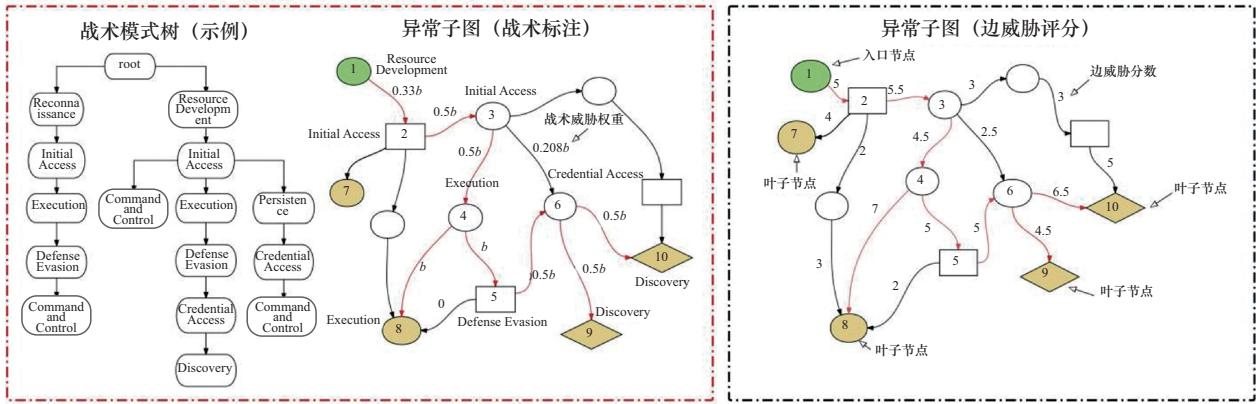 战术模式树（示例）
root
Reconna
issance
Initial
Access
Execution
Defense
Evasion
Command
and
Control
Resource
Developm
ent
Initial
Access
Command
and
Control
Execution
Defense
Evasion
Credential
Access
Discovery
Persisten
ce
Credential
Access
Command
and
Control
异常子图（战术标注）
1
Resource
Development
0.33b
Initial Access
2
0.5b
Initial Access
3
战术威胁权重
0.208b
0.5b
7
Execution
4
Credential Access
6
0.5b
b
b
0.5b
0.5b
10
Discovery
0
5
Defense Evasion
Execution
8
Discovery
9
异常子图（边威胁评分）
入口节点
1
5
2
5.5
3
3
边威胁分数
3
4
7
叶子节点
2
4.5
2.5
4
5
6
6.5
10
叶子节点
7
5
5
4.5
5
9
叶子节点
3
2
8
叶子节点